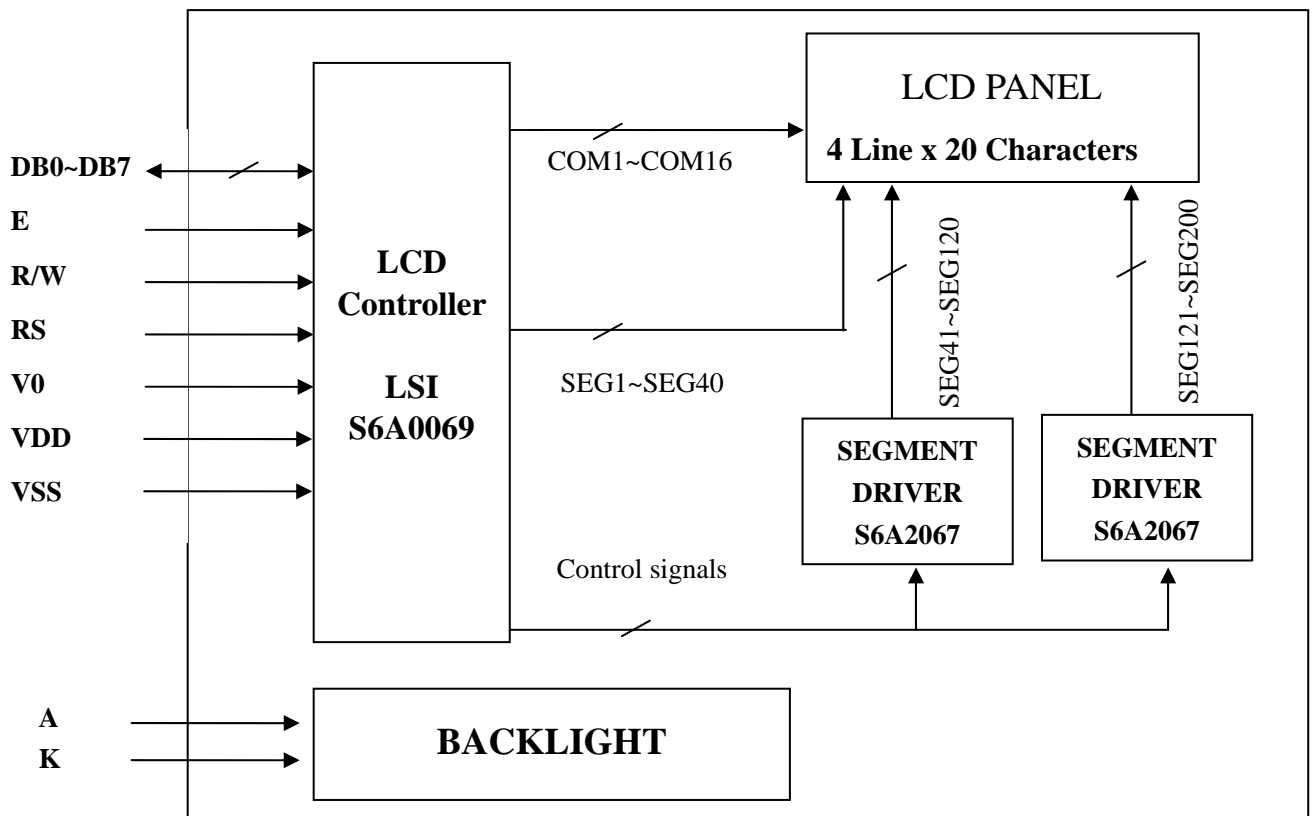 DB0~DB7
E
R/W
RS
V0
VDD
VSS
A
K
LCD
Controller
LSI
S6A0069
COM1~COM16
SEG1~SEG40
Control signals
LCD PANEL
4 Line x 20 Characters
SEG41~SEG120
SEG121~SEG200
SEGMENT
DRIVER
S6A2067
SEGMENT
DRIVER
S6A2067
BACKLIGHT